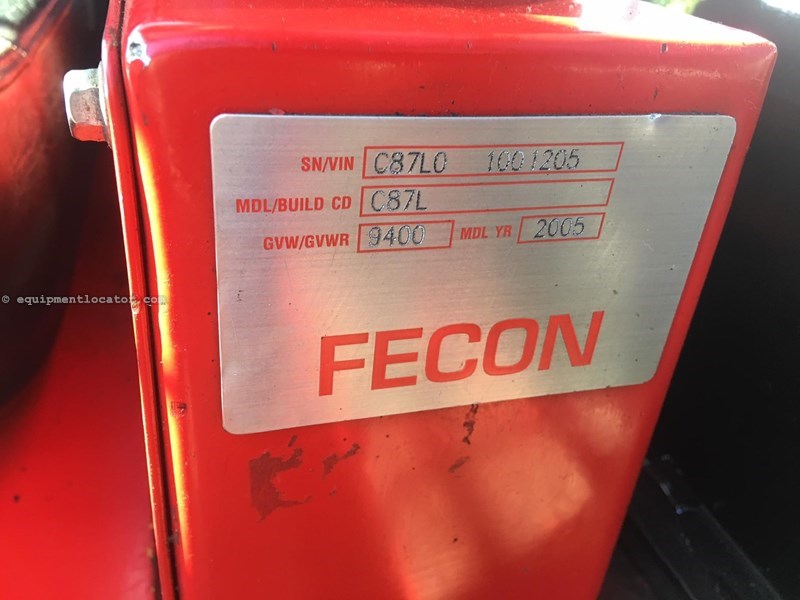 SN/VIN C87L0 1001205
MDL/BUILD CD C87L
GVW/GVWR 9400 MDL YR 2005
© equipmentlocator.com
FECON